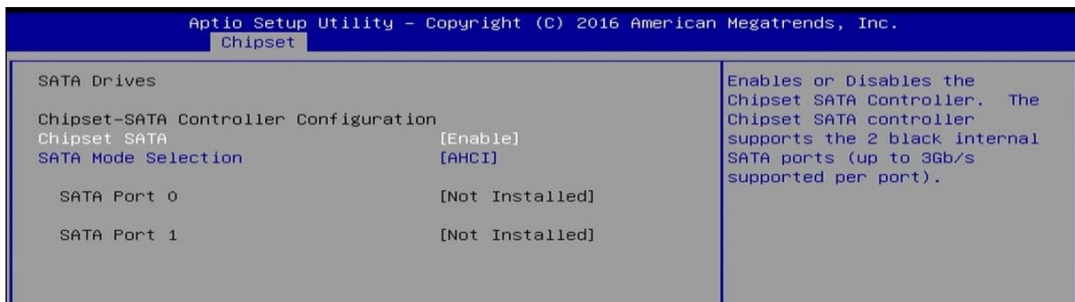 Aptio Setup Utility – Copyright (C) 2016 American Megatrends, Inc.
Chipset
SATA Drives
Chipset-SATA Controller Configuration
Chipset SATA [Enable]
SATA Mode Selection [AHCI]
SATA Port 0 [Not Installed]
SATA Port 1 [Not Installed]
Enables or Disables the
Chipset SATA Controller. The
Chipset SATA controller
supports the 2 black internal
SATA ports (up to 3Gb/s
supported per port).